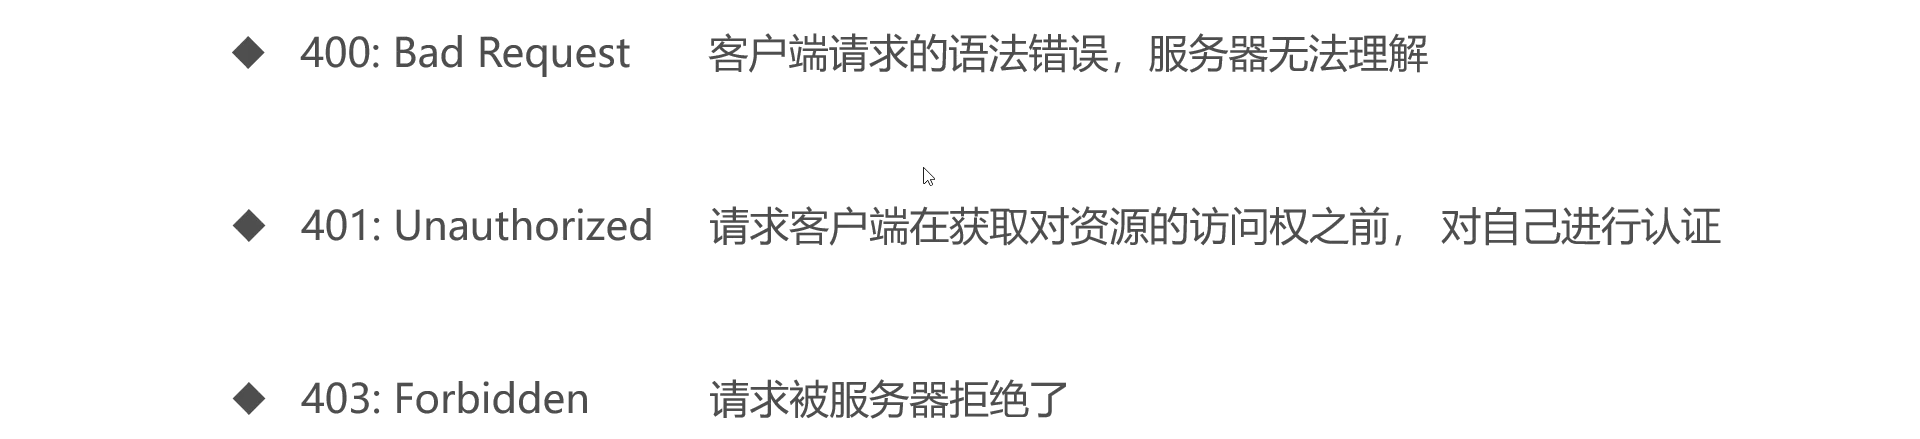 ◆ 400: Bad Request 客户端请求的语法错误，服务器无法理解
◆ 401: Unauthorized 请求客户端在获取对资源的访问权之前， 对自己进行认证
◆ 403: Forbidden 请求被服务器拒绝了